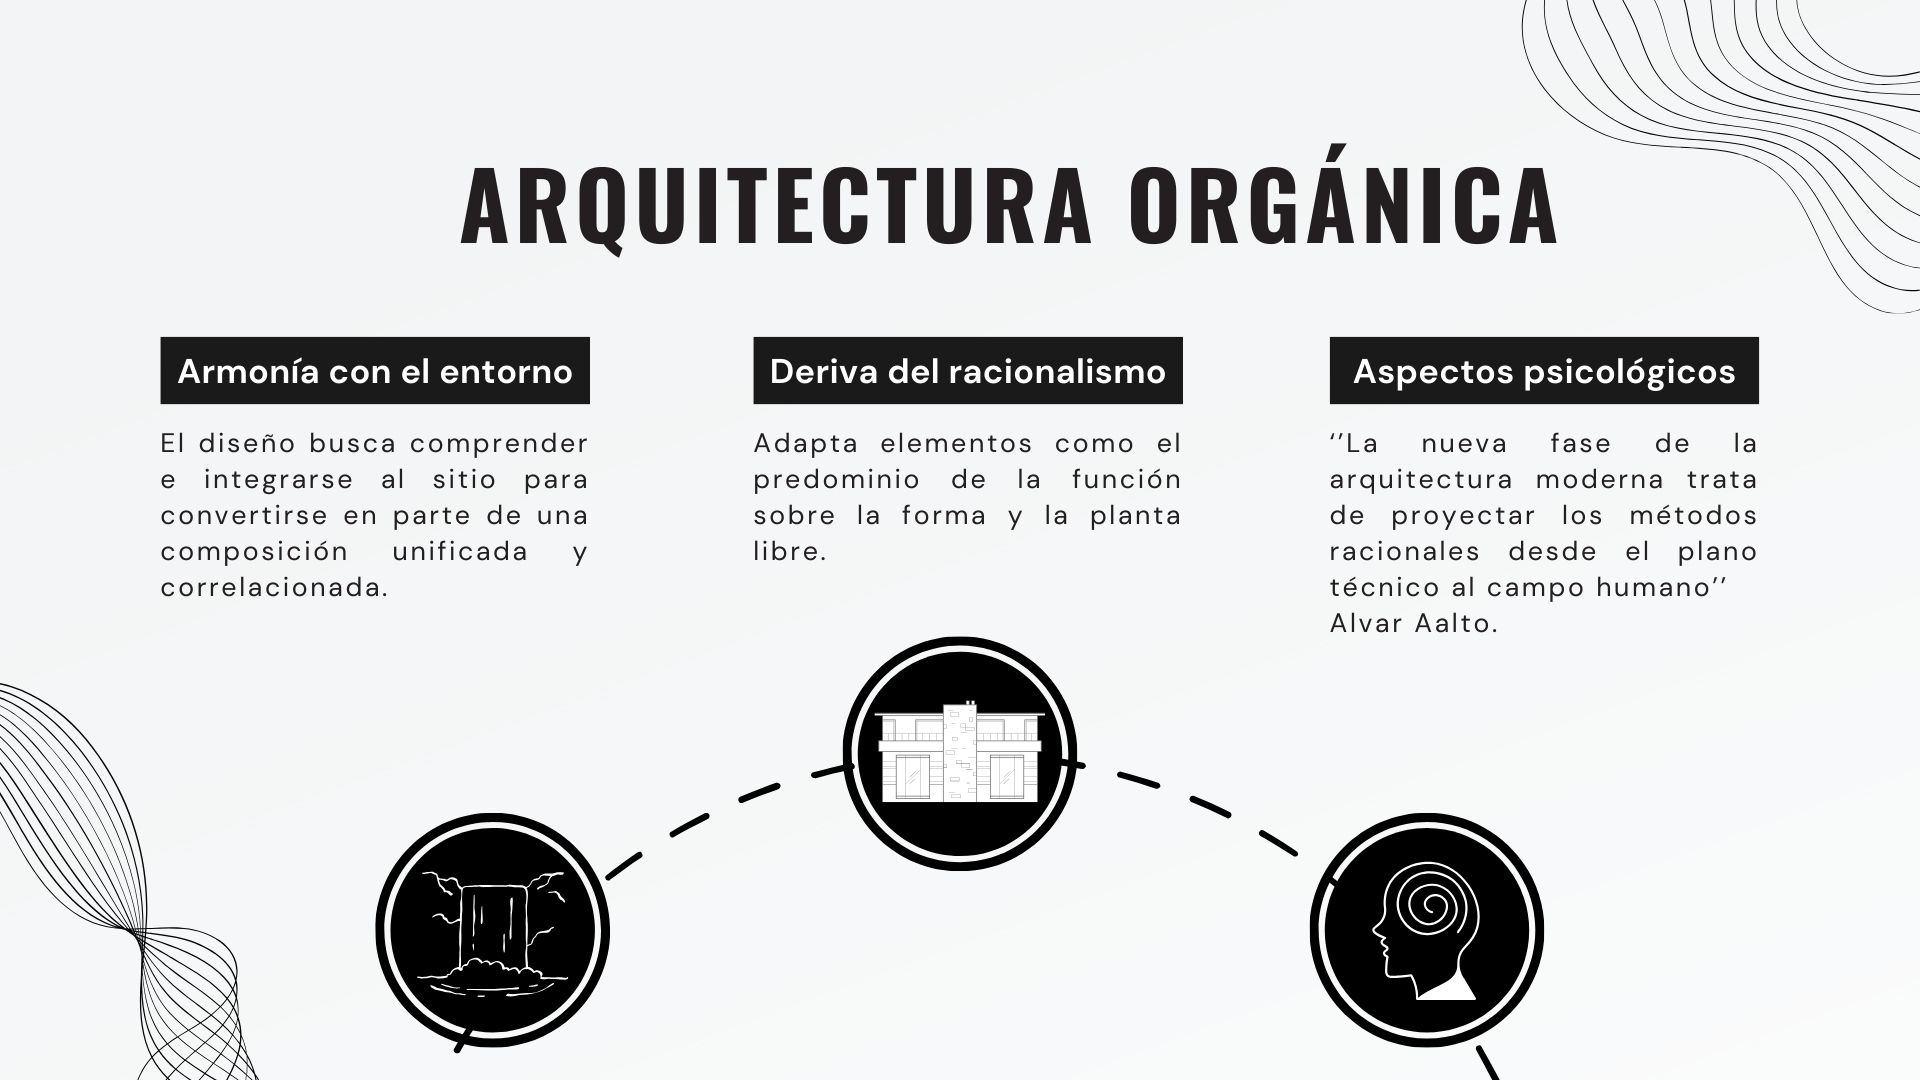 ARQUITECTURA ORGÁNICA
Armonía con el entorno
El diseño busca comprender
e integrarse al sitio para
convertirse en parte de una
composición unificada y
correlacionada.
Deriva del racionalismo
Adapta elementos como el
predominio de la función
sobre la forma y la planta
libre.
Aspectos psicológicos
‘’La nueva fase de la
arquitectura moderna trata
de proyectar los métodos
racionales desde el plano
técnico al campo humano’’
Alvar Aalto.